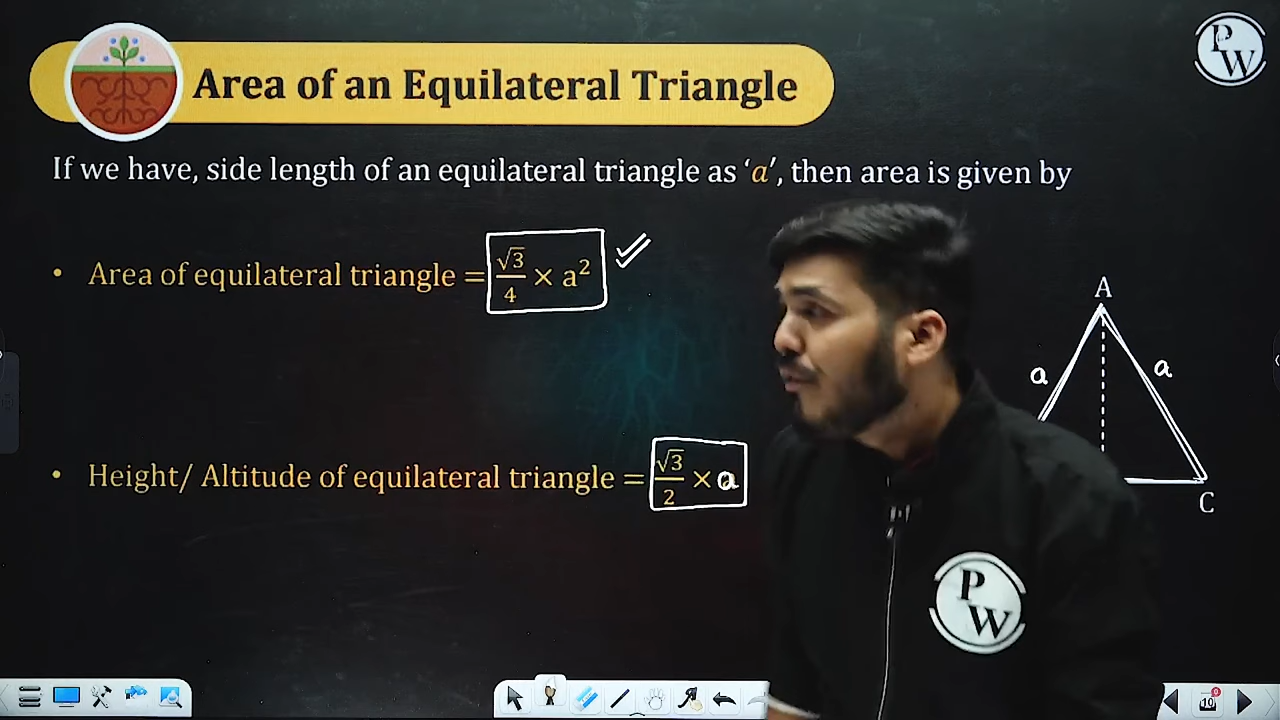 Area of an Equilateral Triangle
PW
If we have, side length of an equilateral triangle as ‘a’, then area is given by
• Area of equilateral triangle = √3/4 × a²
A
a a
• Height/ Altitude of equilateral triangle = √3/2 × a
C
PW
10